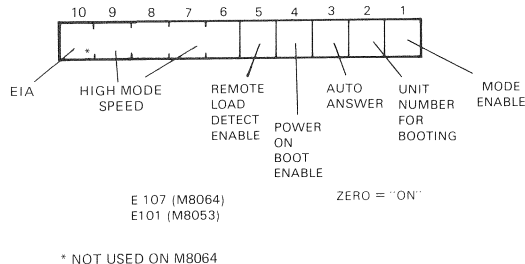 10 9 8 7 6 5 4 3 2 1
*
EIA
HIGH MODE
SPEED
REMOTE
LOAD
DETECT
ENABLE
POWER
ON
BOOT
ENABLE
AUTO
ANSWER
UNIT
NUMBER
FOR
BOOTING
MODE
ENABLE
E 107 (M8064)
E101 (M8053)
ZERO = "ON"
* NOT USED ON M8064